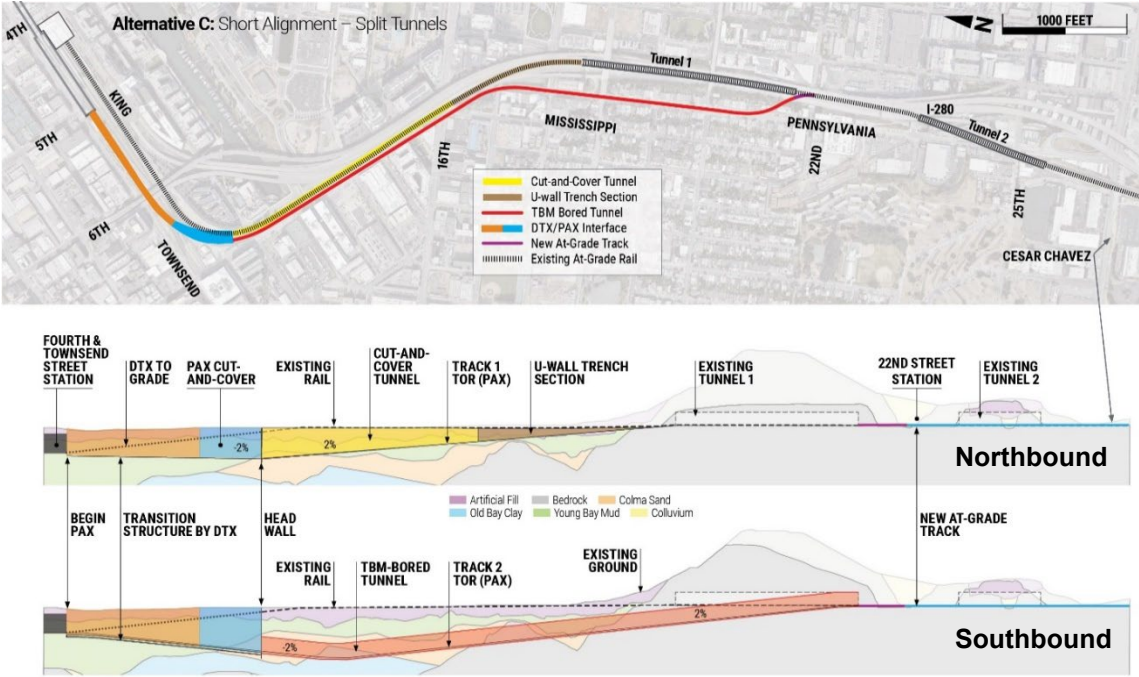 Alternative C: Short Alignment – Split Tunnels
N
1000 FEET
4TH
KING
5TH
6TH
TOWNSEND
16TH
Tunnel 1
MISSISSIPPI
PENNSYLVANIA
22ND
I-280
Tunnel 2
25TH
CESAR CHAVEZ
Cut-and-Cover Tunnel
U-wall Trench Section
TBM Bored Tunnel
DTX/PAX Interface
New At-Grade Track
Existing At-Grade Rail
FOURTH &
TOWNSEND
STREET
STATION
DTX TO
GRADE
PAX CUT-
AND-COVER
EXISTING
RAIL
CUT-AND-
COVER
TUNNEL
TRACK 1
TOR (PAX)
U-WALL TRENCH
SECTION
EXISTING
TUNNEL 1
22ND STREET
STATION
EXISTING
TUNNEL 2
-2%
2%
Northbound
Artificial Fill
Bedrock
Colma Sand
Old Bay Clay
Young Bay Mud
Colluvium
BEGIN
PAX
TRANSITION
STRUCTURE BY DTX
HEAD
WALL
NEW AT-GRADE
TRACK
EXISTING
RAIL
TBM-BORED
TUNNEL
TRACK 2
TOR (PAX)
EXISTING
GROUND
-2%
2%
Southbound